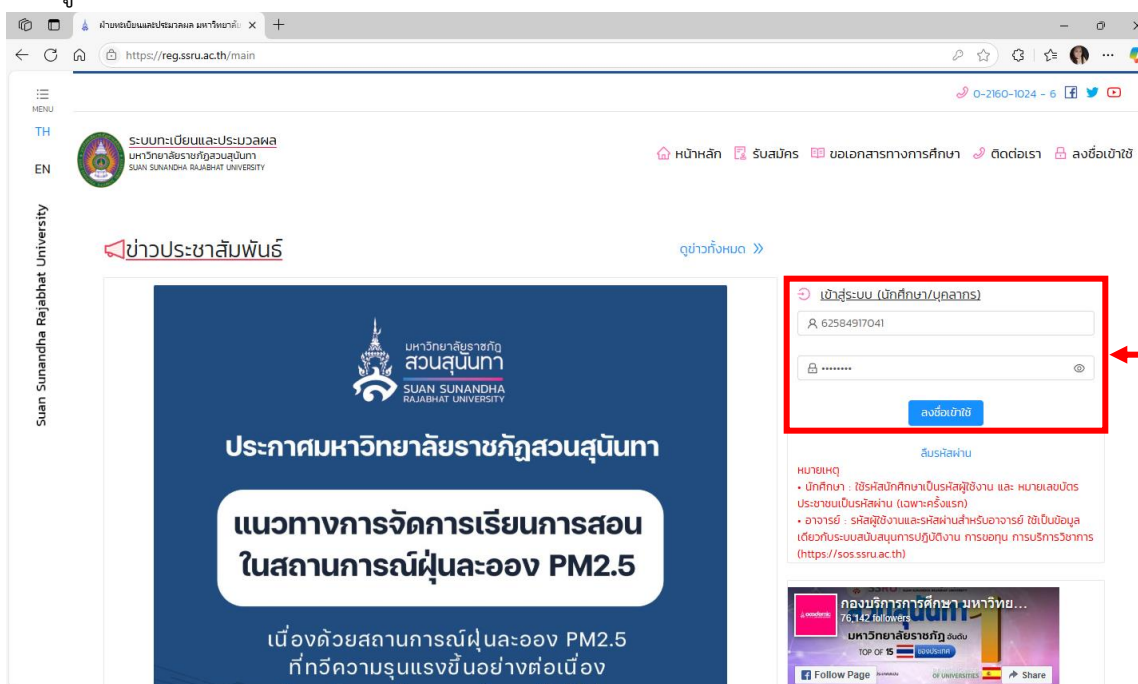 ฝ่ายทะเบียนและประมวลผล มหาวิทยาลั
https://reg.ssru.ac.th/main
0-2160-1024 - 6
MENU
TH
EN
Suan Sunandha Rajabhat University
ระบบทะเบียนและประมวลผล
มหาวิทยาลัยราชภัฏสวนสุนันทา
SUAN SUNANDHA RAJABHAT UNIVERSITY
หน้าหลัก รับสมัคร ขอเอกสารทางการศึกษา ติดต่อเรา ลงชื่อเข้าใช้
ข่าวประชาสัมพันธ์
ดูข่าวทั้งหมด
มหาวิทยาลัยราชภัฏ
สวนสุนันทา
SUAN SUNANDHA
RAJABHAT UNIVERSITY
ประกาศมหาวิทยาลัยราชภัฏสวนสุนันทา
แนวทางการจัดการเรียนการสอน
ในสถานการณ์ฝุ่นละออง PM2.5
เนื่องด้วยสถานการณ์ฝุ่นละออง PM2.5
ที่ทวีความรุนแรงขึ้นอย่างต่อเนื่อง
เข้าสู่ระบบ (นักศึกษา/บุคลากร)
62584917041
••••••••
ลงชื่อเข้าใช้
ลืมรหัสผ่าน
หมายเหตุ
• นักศึกษา : ใช้รหัสนักศึกษาเป็นรหัสผู้ใช้งาน และ หมายเลขบัตร
ประชาชนเป็นรหัสผ่าน (เฉพาะครั้งแรก)
• อาจารย์ : รหัสผู้ใช้งานและรหัสผ่านสำหรับอาจารย์ ใช้เป็นข้อมูล
เดียวกับระบบสนับสนุนการปฏิบัติงาน การขอทุน การบริการวิชาการ
(https://sos.ssru.ac.th)
กองบริการการศึกษา มหาวิทย...
76,142 followers
มหาวิทยาลัยราชภัฏ อันดับ
TOP OF 15 ของประเทศ
OF UNIVERSITIES
Follow Page
Share